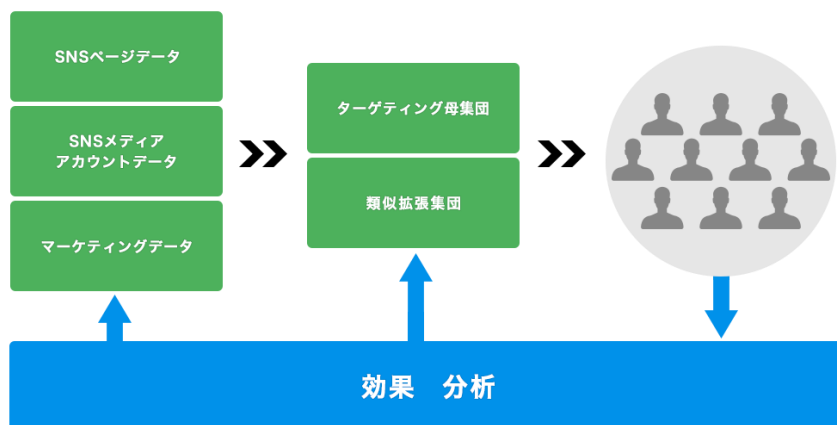 SNSページデータ
SNSメディア
アカウントデータ
マーケティングデータ
ターゲティング母集団
類似拡張集団
効果　分析